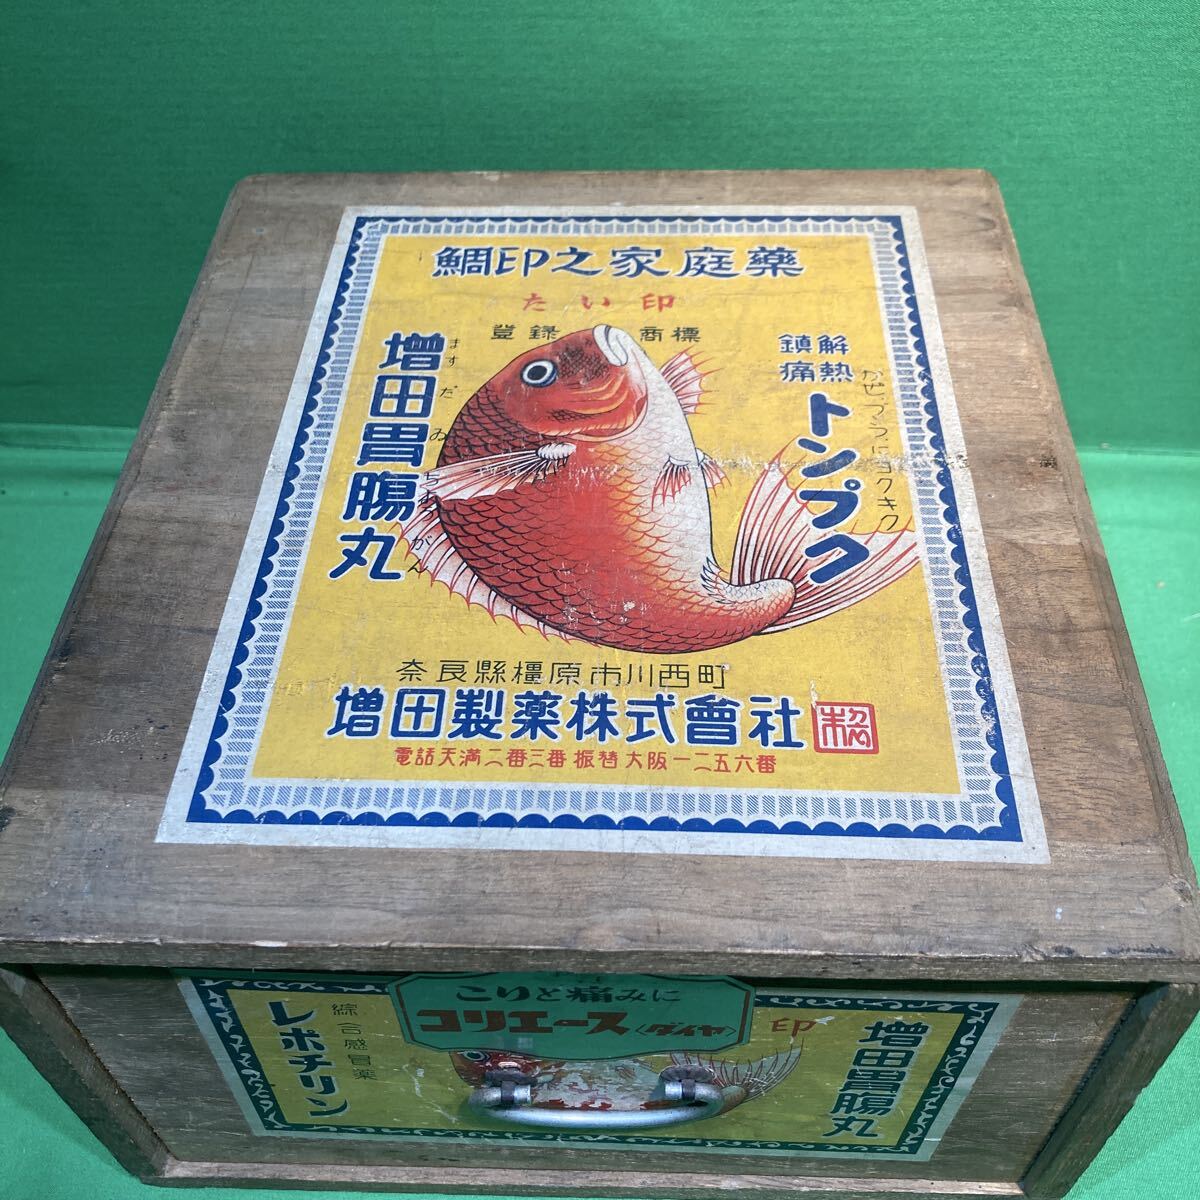 鯛印之家庭藥
たい印
登録商標
解熱
鎮痛
トンプク
かぜづつうにヨクキク
増田胃腸丸
ますだゐちようがん
奈良縣橿原市川西町
増田製薬株式會社
電話天満二番三番振替大阪一二五六番
こりと痛みに
コリエース〈ダイヤ〉
印
増田胃腸丸
綜合感冒薬
レポチリン